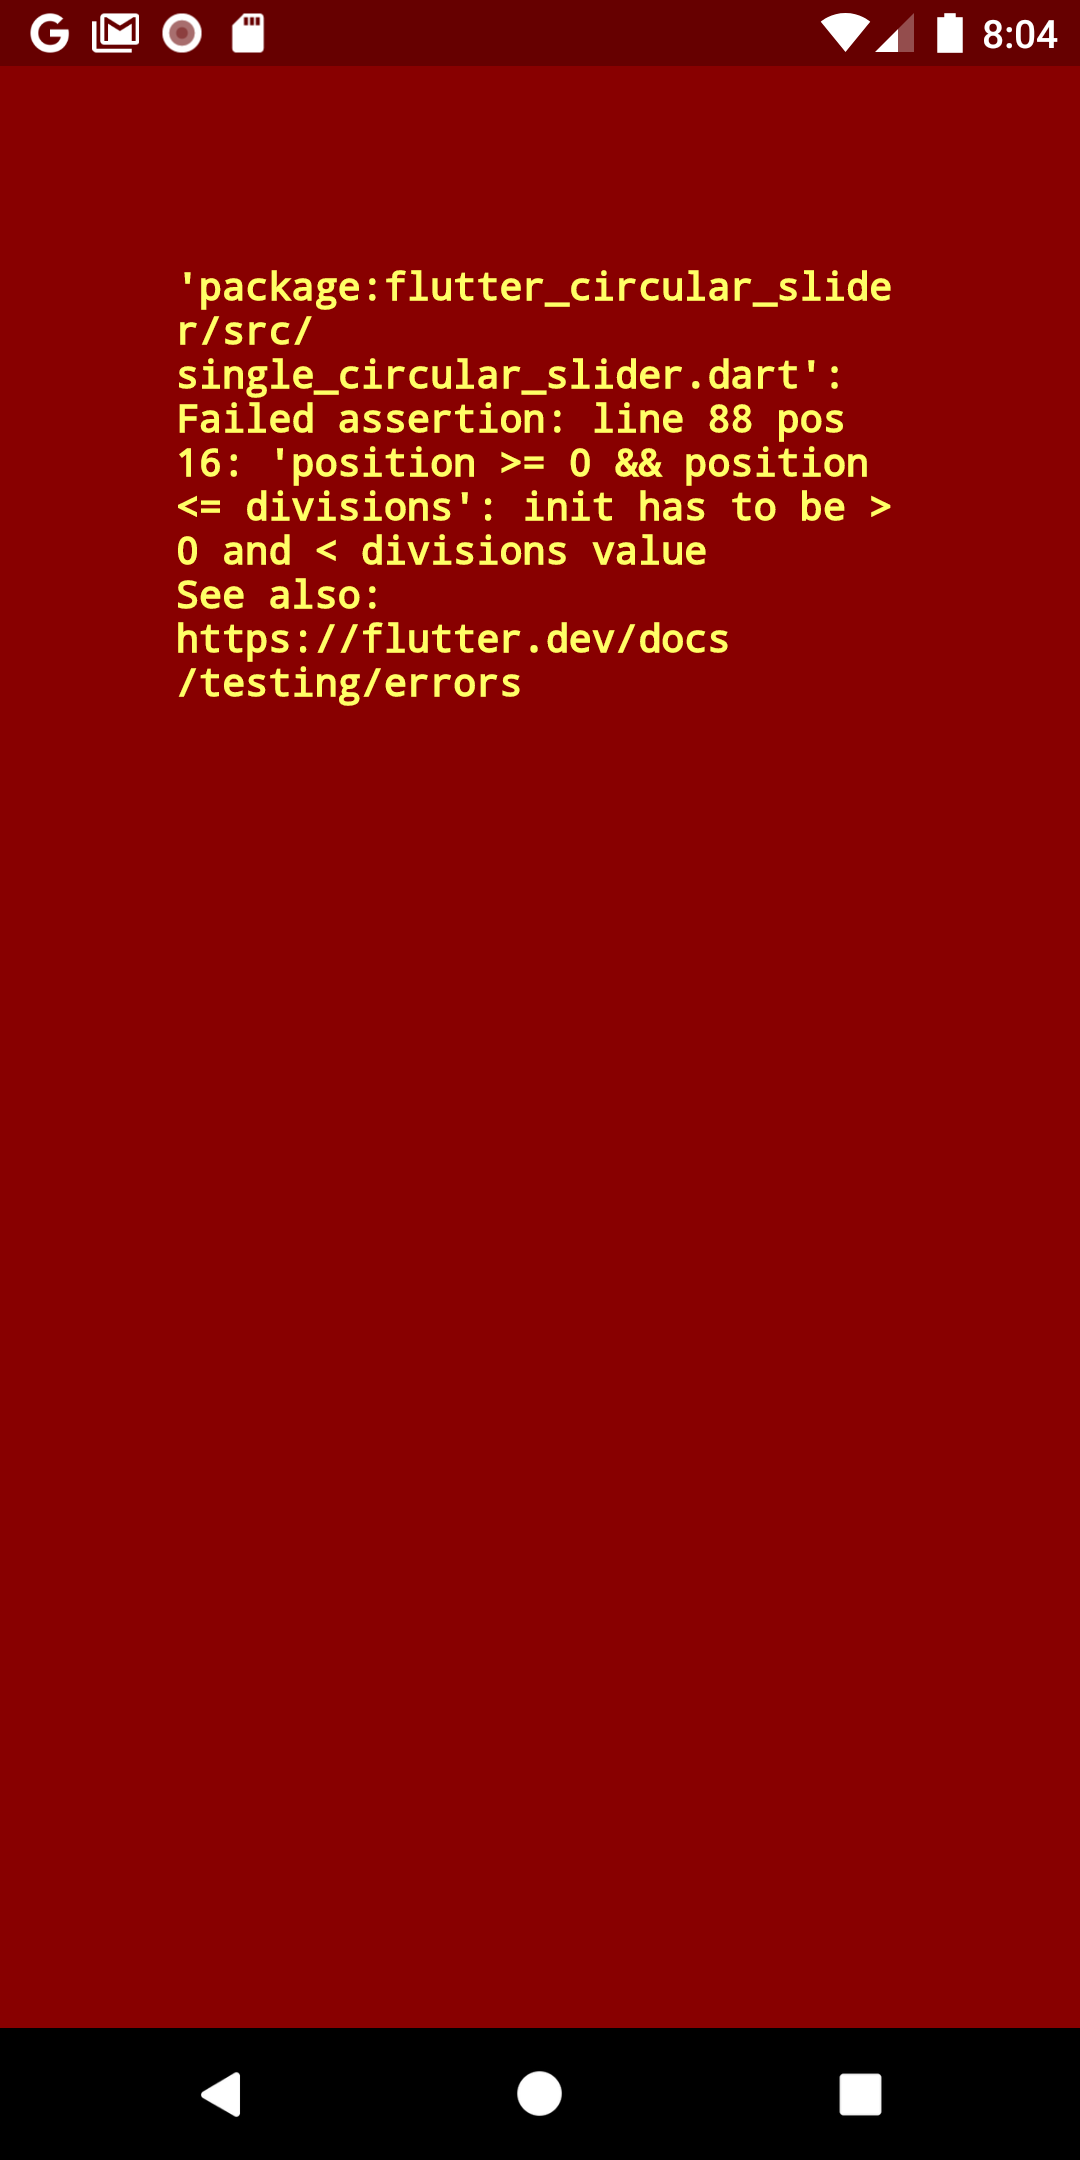 8:04
'package:flutter_circular_slide
r/src/
single_circular_slider.dart':
Failed assertion: line 88 pos
16: 'position >= 0 && position
<= divisions': init has to be >
0 and < divisions value
See also:
https://flutter.dev/docs
/testing/errors